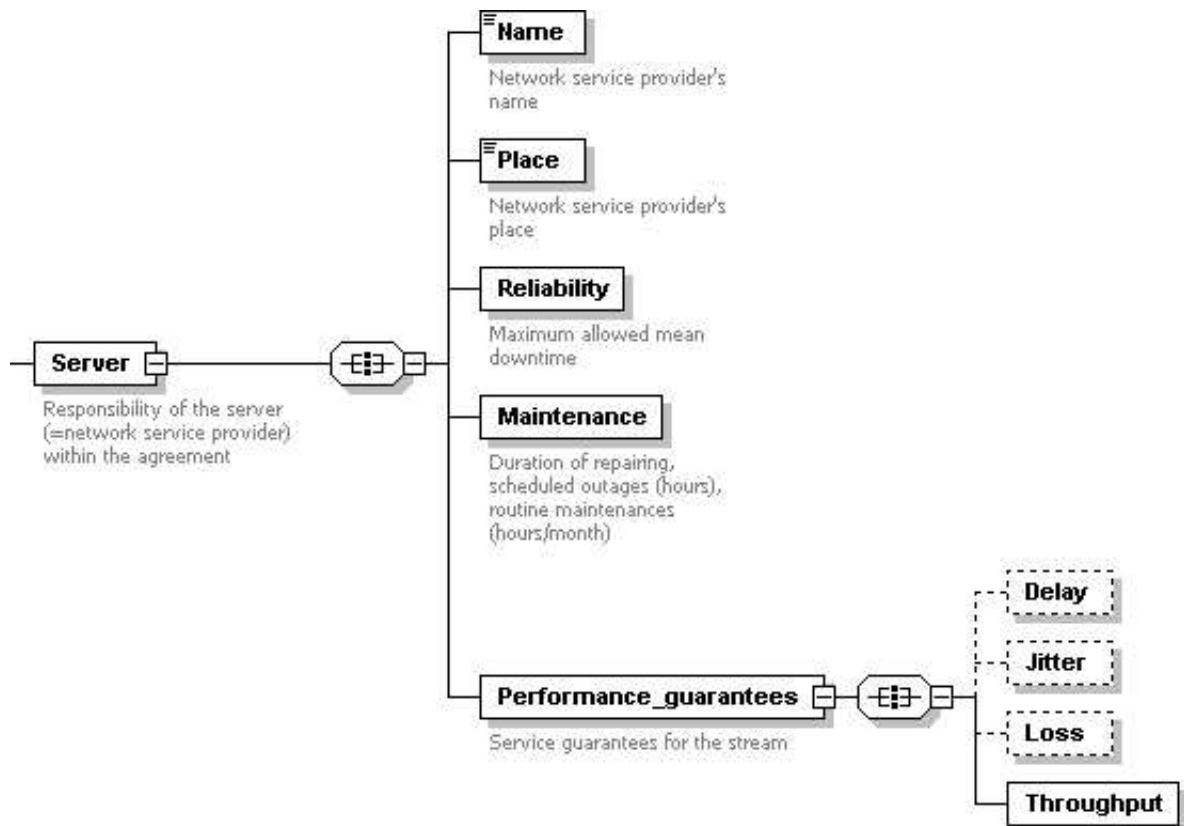 Name
Network service provider's
name
Place
Network service provider's
place
Reliability
Maximum allowed mean
downtime
Server
Responsibility of the server
(=network service provider)
within the agreement
Maintenance
Duration of repairing,
scheduled outages (hours),
routine maintenances
(hours/month)
Performance_guarantees
Service guarantees for the stream
Delay
Jitter
Loss
Throughput